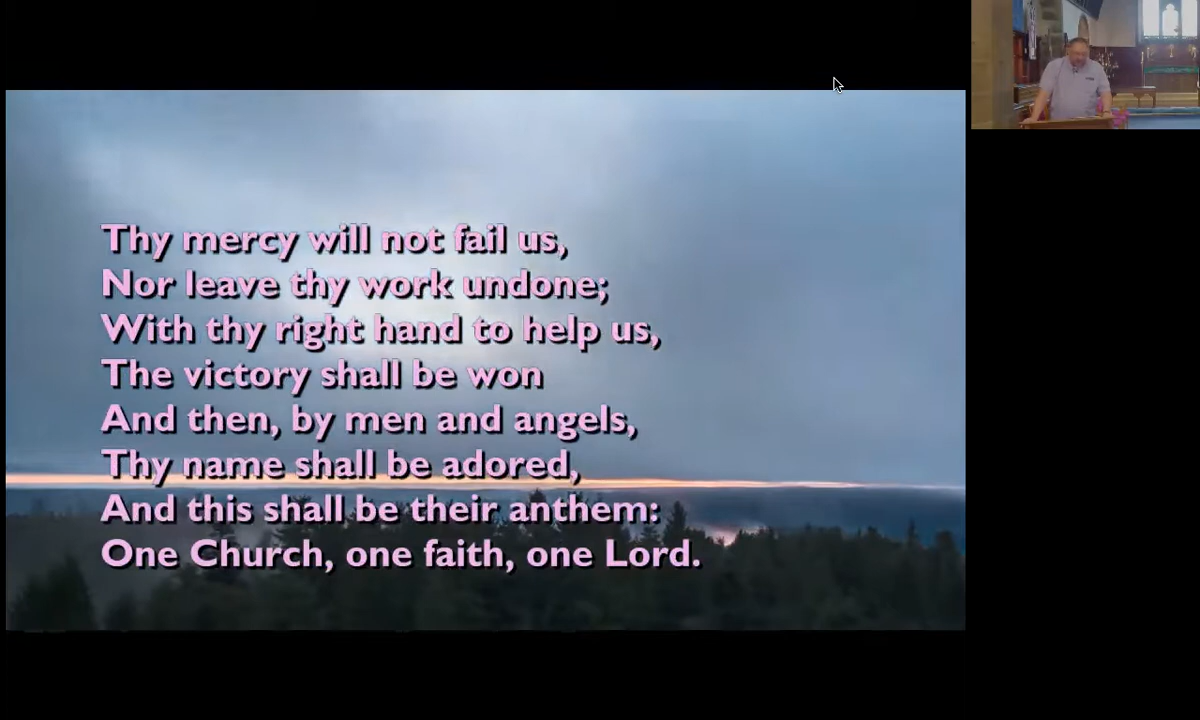 Thy mercy will not fail us,
Nor leave thy work undone;
With thy right hand to help us,
The victory shall be won
And then, by men and angels,
Thy name shall be adored,
And this shall be their anthem:
One Church, one faith, one Lord.